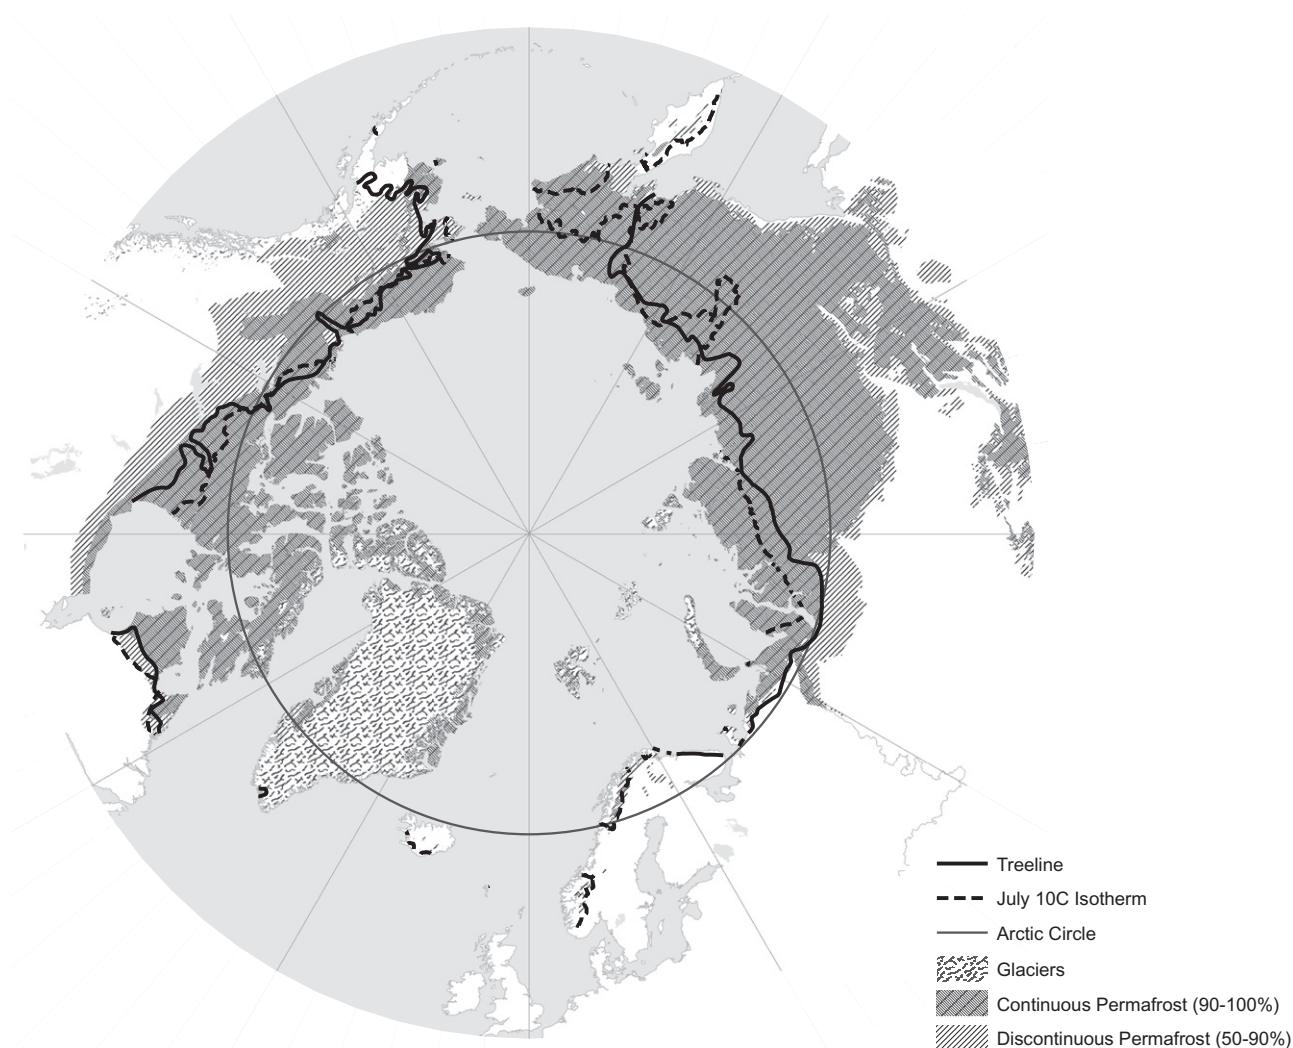 Treeline
July 10C Isotherm
Arctic Circle
Glaciers
Continuous Permafrost (90-100%)
Discontinuous Permafrost (50-90%)